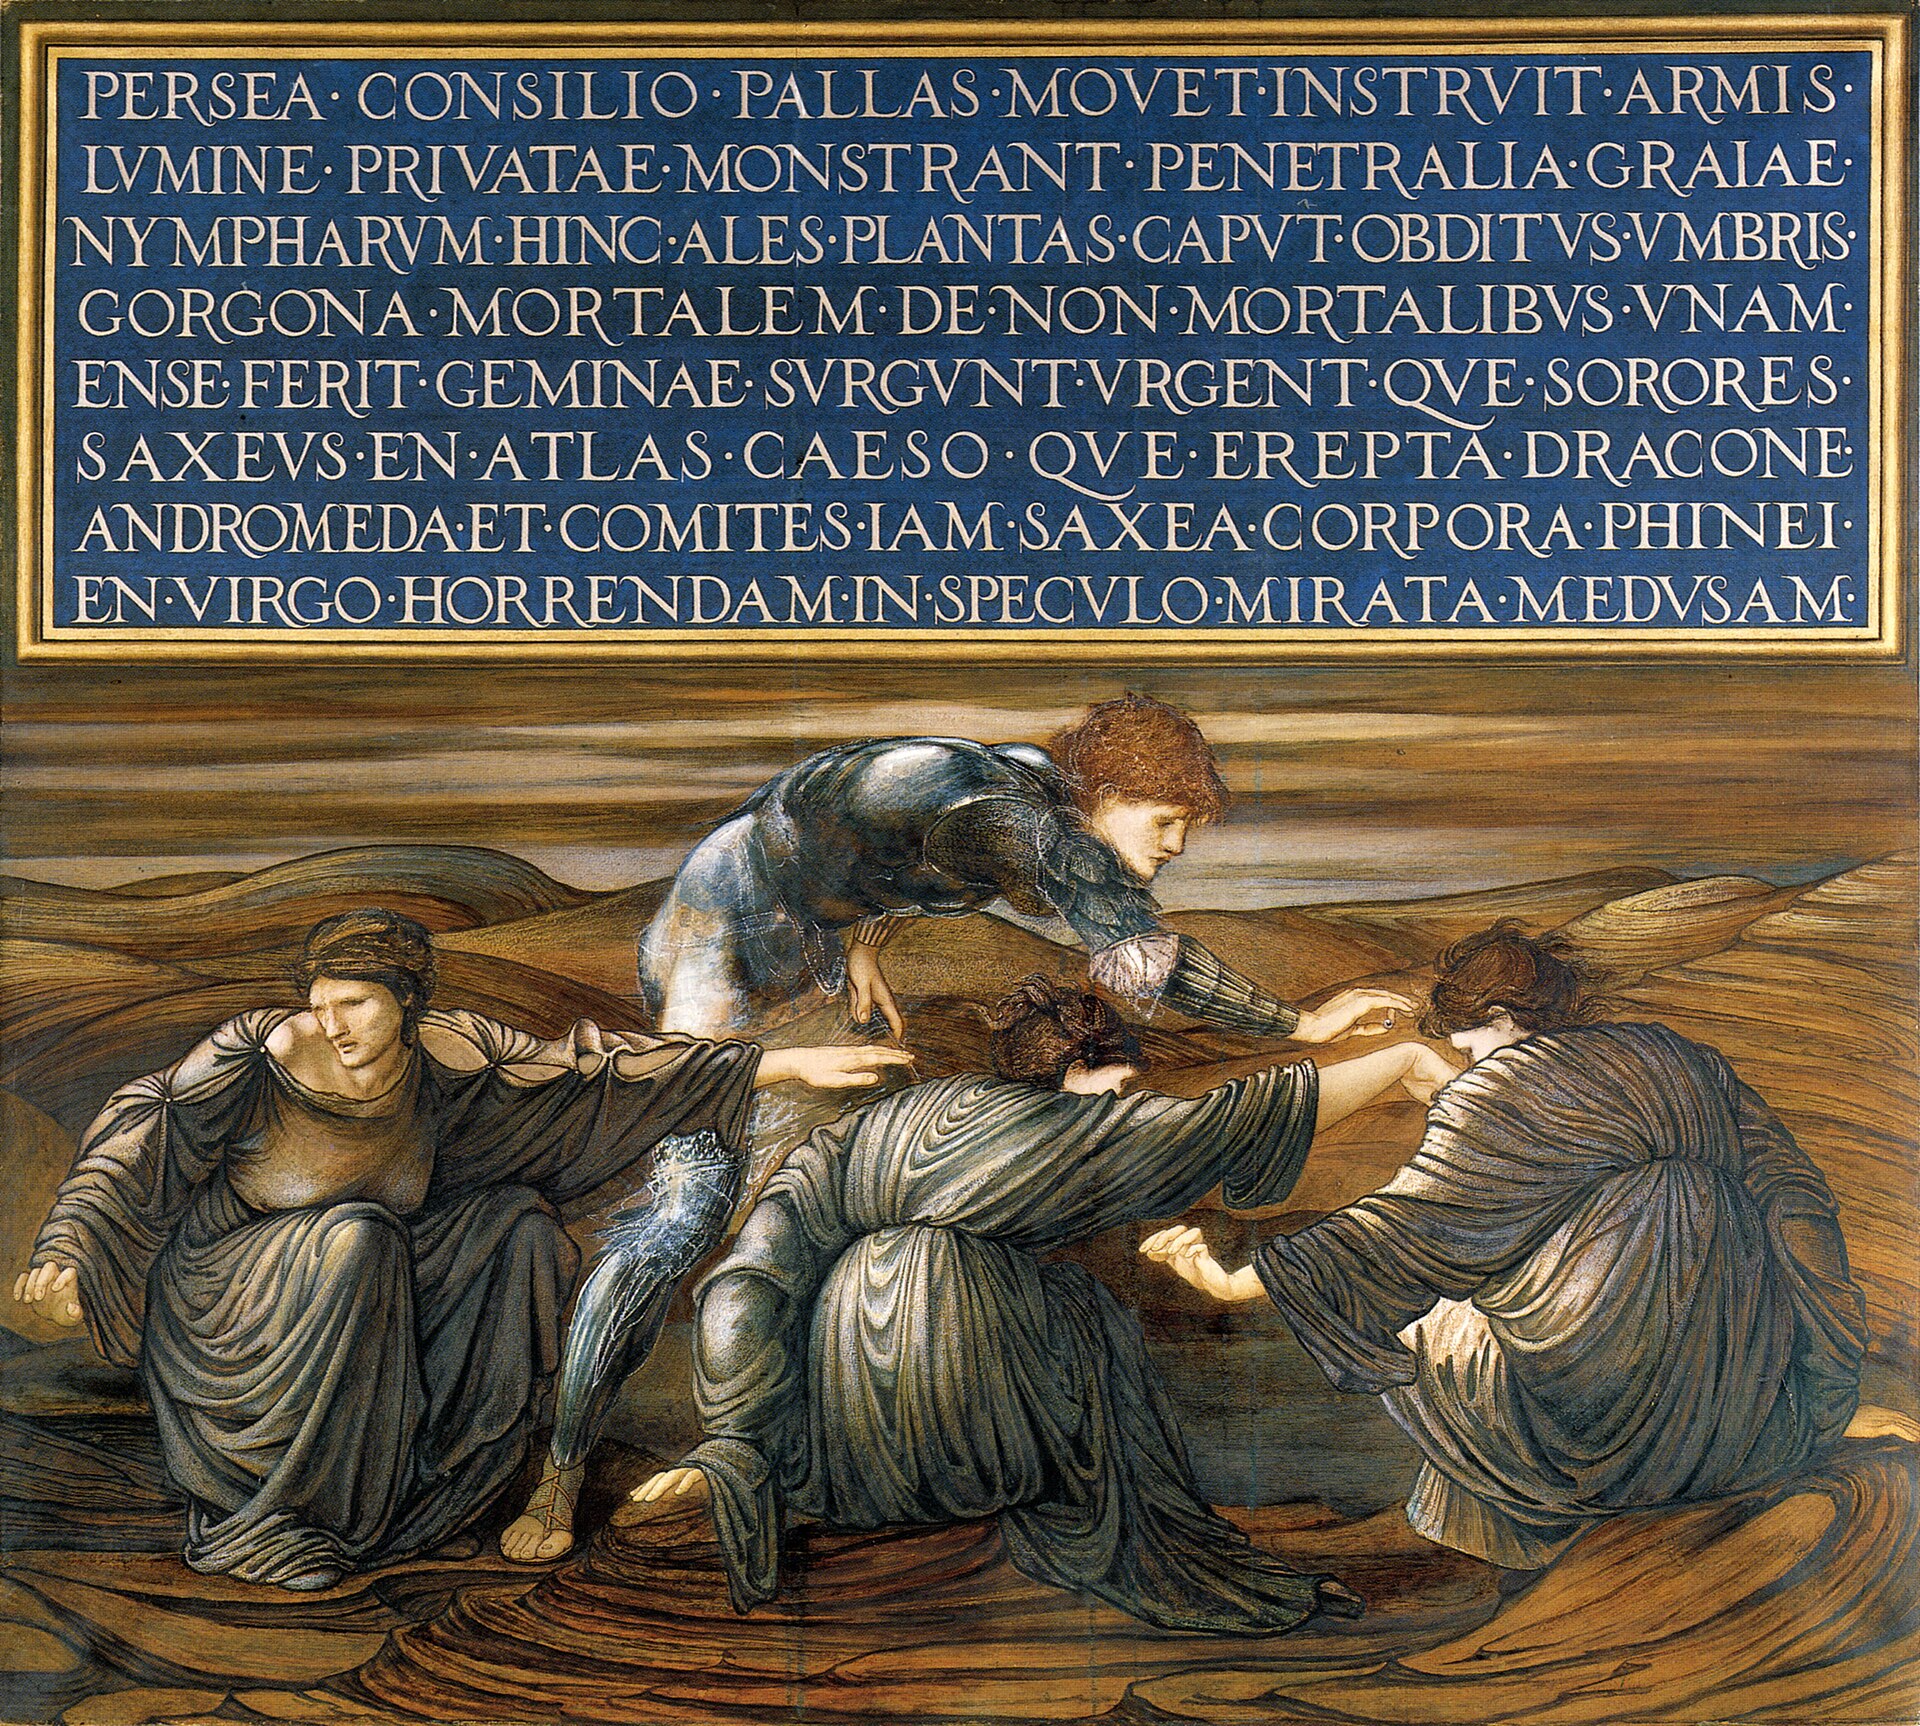 PERSEA · CONSILIO · PALLAS · MOVET · INSTRVIT · ARMIS ·
LVMINE · PRIVATAE · MONSTRANT · PENETRALIA · GRAIAE ·
NYMPHARVM · HINC · ALES · PLANTAS · CAPVT · OBDITVS · VMBRIS ·
GORGONA · MORTALEM · DE · NON · MORTALIBVS · VNAM ·
ENSE · FERIT · GEMINAE · SVRGVNT · VRGENT · QVE · SORORES ·
SAXEVS · EN · ATLAS · CAESO · QVE · EREPTA · DRACONE
ANDROMEDA · ET · COMITES · IAM · SAXEA · CORPORA · PHINEI ·
EN · VIRGO · HORRENDAM · IN · SPECVLO · MIRATA · MEDVSAM ·